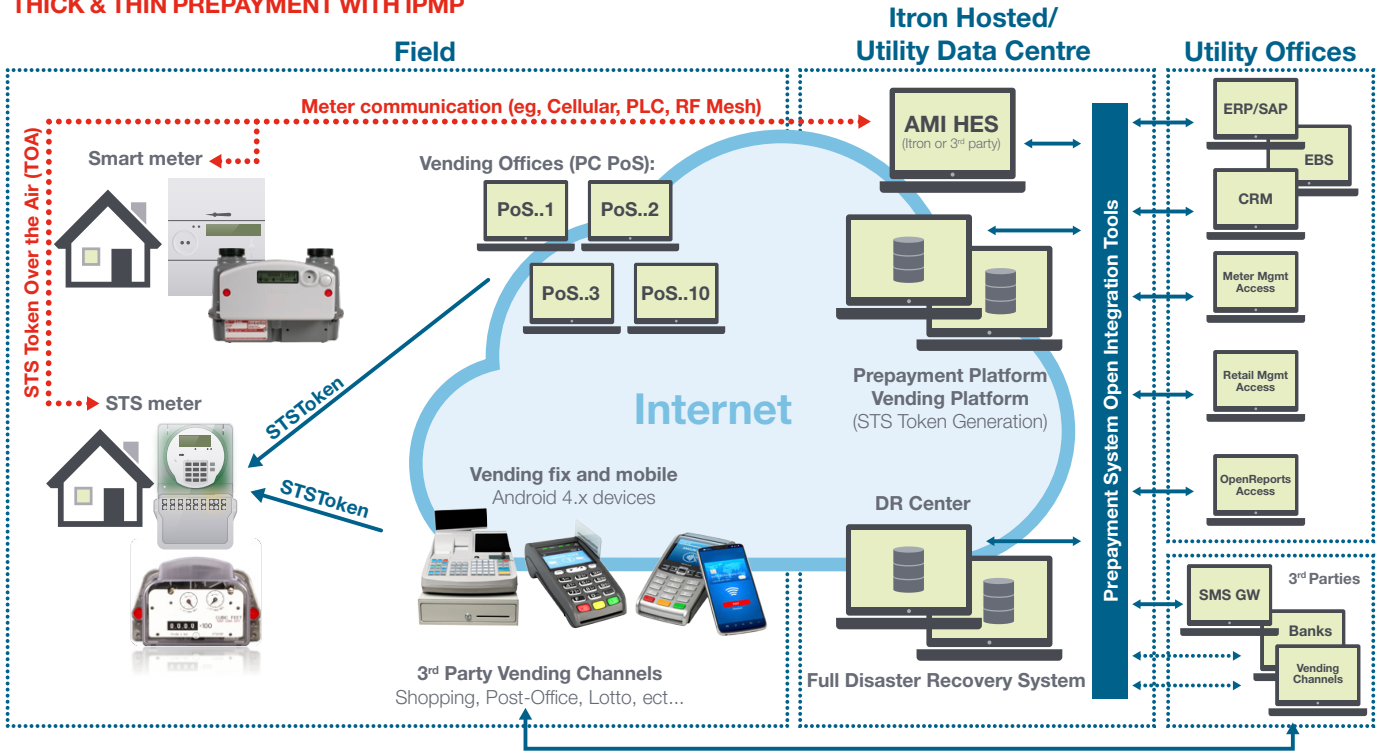 THICK & THIN PREPAYMENT WITH IPMP
Field
Itron Hosted/
Utility Data Centre
Utility Offices
Meter communication (eg, Cellular, PLC, RF Mesh)
STS Token Over the Air (TOA)
Smart meter
STS meter
Vending Offices (PC PoS):
PoS..1
PoS..2
PoS..3
PoS..10
STSToken
STSToken
Internet
Vending fix and mobile
Android 4.x devices
3rd Party Vending Channels
Shopping, Post-Office, Lotto, ect...
CUBIC FEET
AMI HES
(Itron or 3rd party)
Prepayment Platform
Vending Platform
(STS Token Generation)
DR Center
Full Disaster Recovery System
Prepayment System Open Integration Tools
ERP/SAP
EBS
CRM
Meter Mgmt
Access
Retail Mgmt
Access
OpenReports
Access
3rd Parties
SMS GW
Banks
Vending
Channels